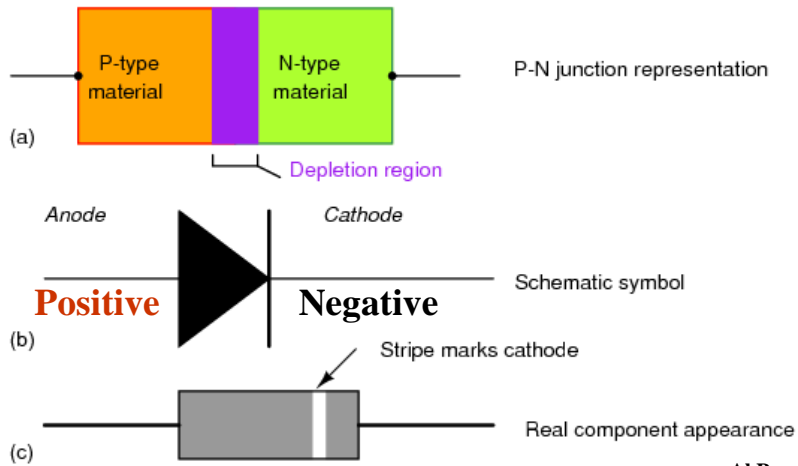 P-type
material
N-type
material
P-N junction representation
(a)
Depletion region
Anode
Cathode
Positive
Negative
Schematic symbol
(b)
Stripe marks cathode
Real component appearance
(c)